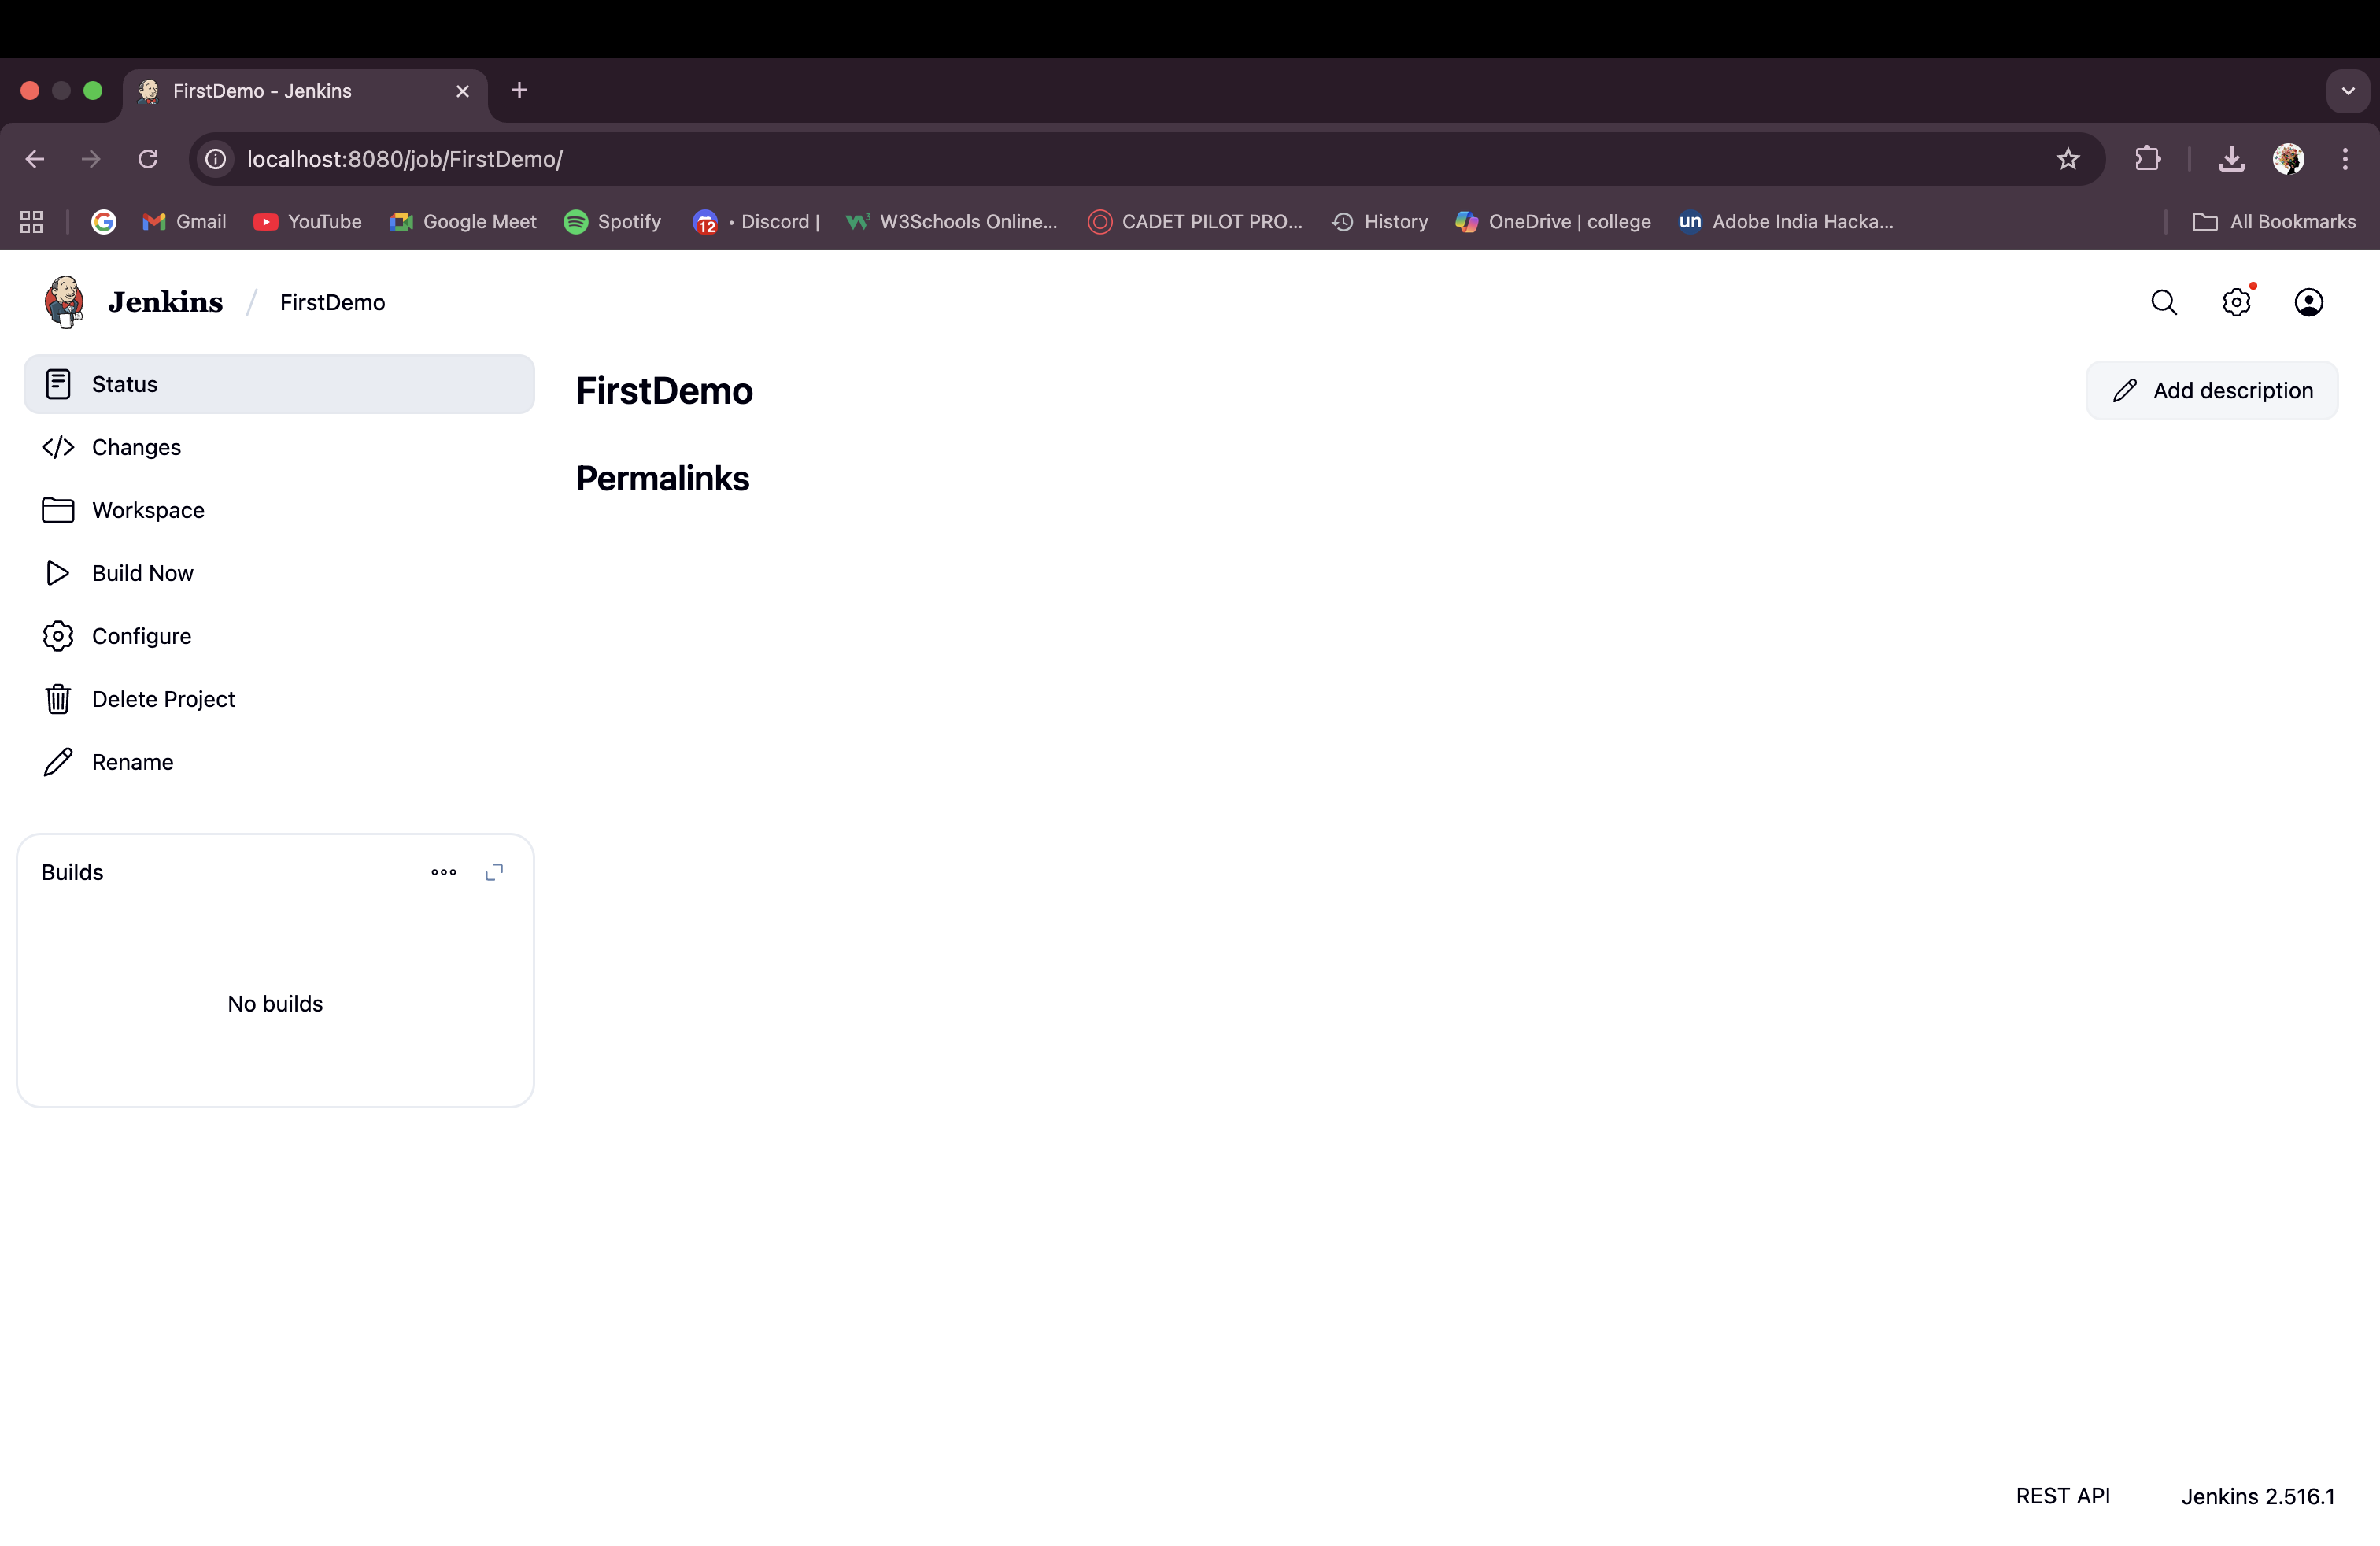 FirstDemo - Jenkins
localhost:8080/job/FirstDemo/
Gmail YouTube Google Meet Spotify 12 • Discord | W3Schools Online... CADET PILOT PRO... History OneDrive | college un Adobe India Hacka... All Bookmarks
Jenkins / FirstDemo
Status
Changes
Workspace
Build Now
Configure
Delete Project
Rename
FirstDemo
Add description
Permalinks
Builds
No builds
REST API Jenkins 2.516.1